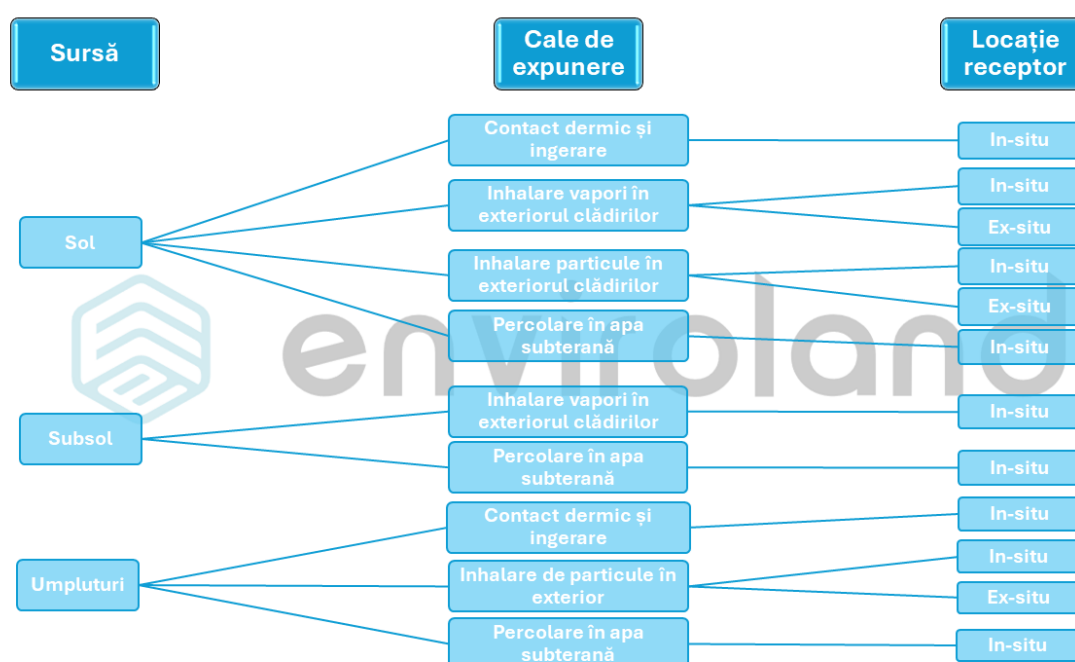 Sursă
Cale de
expunere
Locație
receptor
Contact dermic și
ingerare
In-situ
Inhalare vapori în
exteriorul clădirilor
In-situ
Ex-situ
Sol
Inhalare particule în
exteriorul clădirilor
In-situ
Ex-situ
Percolare în apa
subterană
In-situ
enviroland
Inhalare vapori în
exteriorul clădirilor
In-situ
Subsol
Percolare în apa
subterană
In-situ
Contact dermic și
ingerare
In-situ
Umpluturi
Inhalare de particule în
exterior
In-situ
Ex-situ
Percolare în apa
subterană
In-situ